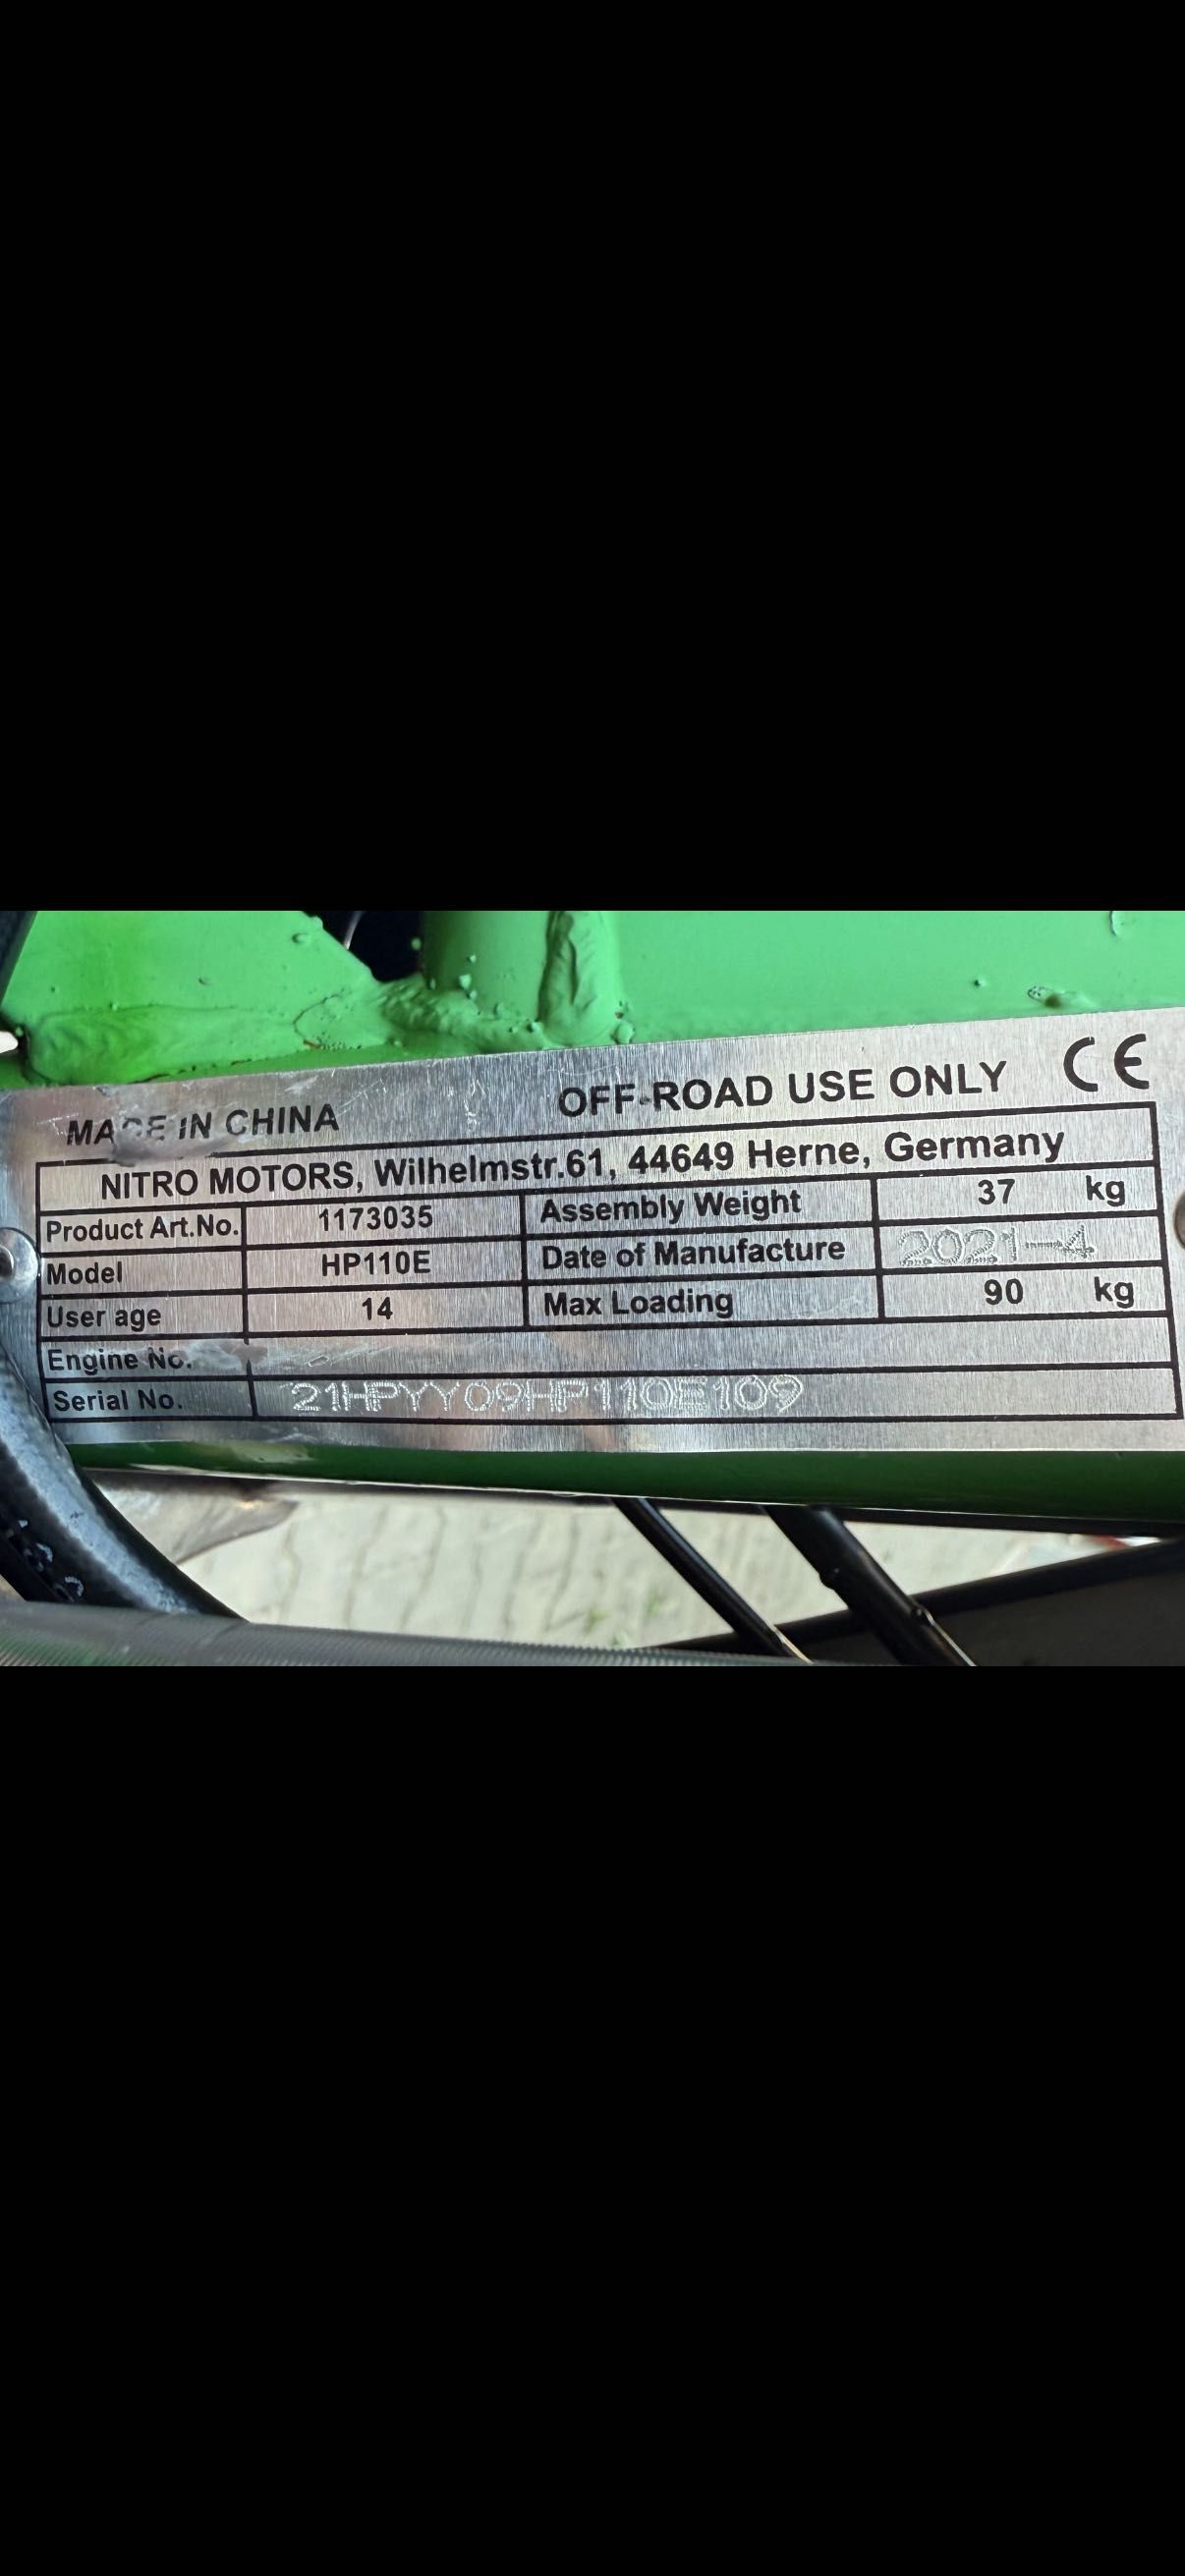 MADE IN CHINA OFF-ROAD USE ONLY CE
NITRO MOTORS, Wilhelmstr.61, 44649 Herne, Germany
Product Art.No. 1173035 Assembly Weight 37 kg
Model HP110E Date of Manufacture 2021-4
User age 14 Max Loading 90 kg
Engine No.
Serial No. 21HPYY09HP110E109